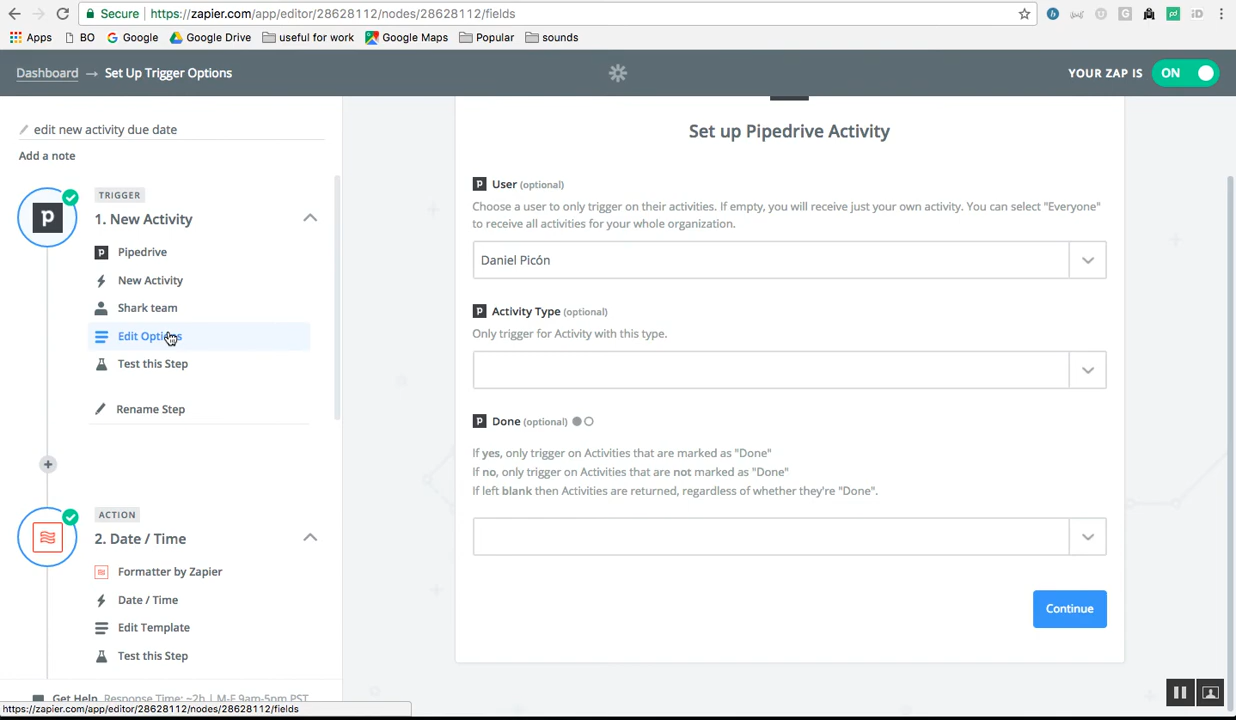 Secure | https://zapier.com/app/editor/28628112/nodes/28628112/fields
Apps BO Google Google Drive useful for work Google Maps Popular sounds
Dashboard → Set Up Trigger Options YOUR ZAP IS ON
edit new activity due date
Add a note
TRIGGER
1. New Activity
Pipedrive
New Activity
Shark team
Edit Options
Test this Step
Rename Step
ACTION
2. Date / Time
Formatter by Zapier
Date / Time
Edit Template
Test this Step
Get Help Response Time: ~2h | M-F 9am-5pm PST
https://zapier.com/app/editor/28628112/nodes/28628112/fields
Set up Pipedrive Activity
User (optional)
Choose a user to only trigger on their activities. If empty, you will receive just your own activity. You can select "Everyone"
to receive all activities for your whole organization.
Daniel Picón
Activity Type (optional)
Only trigger for Activity with this type.
Done (optional)
If yes, only trigger on Activities that are marked as "Done"
If no, only trigger on Activities that are not marked as "Done"
If left blank then Activities are returned, regardless of whether they're "Done".
Continue